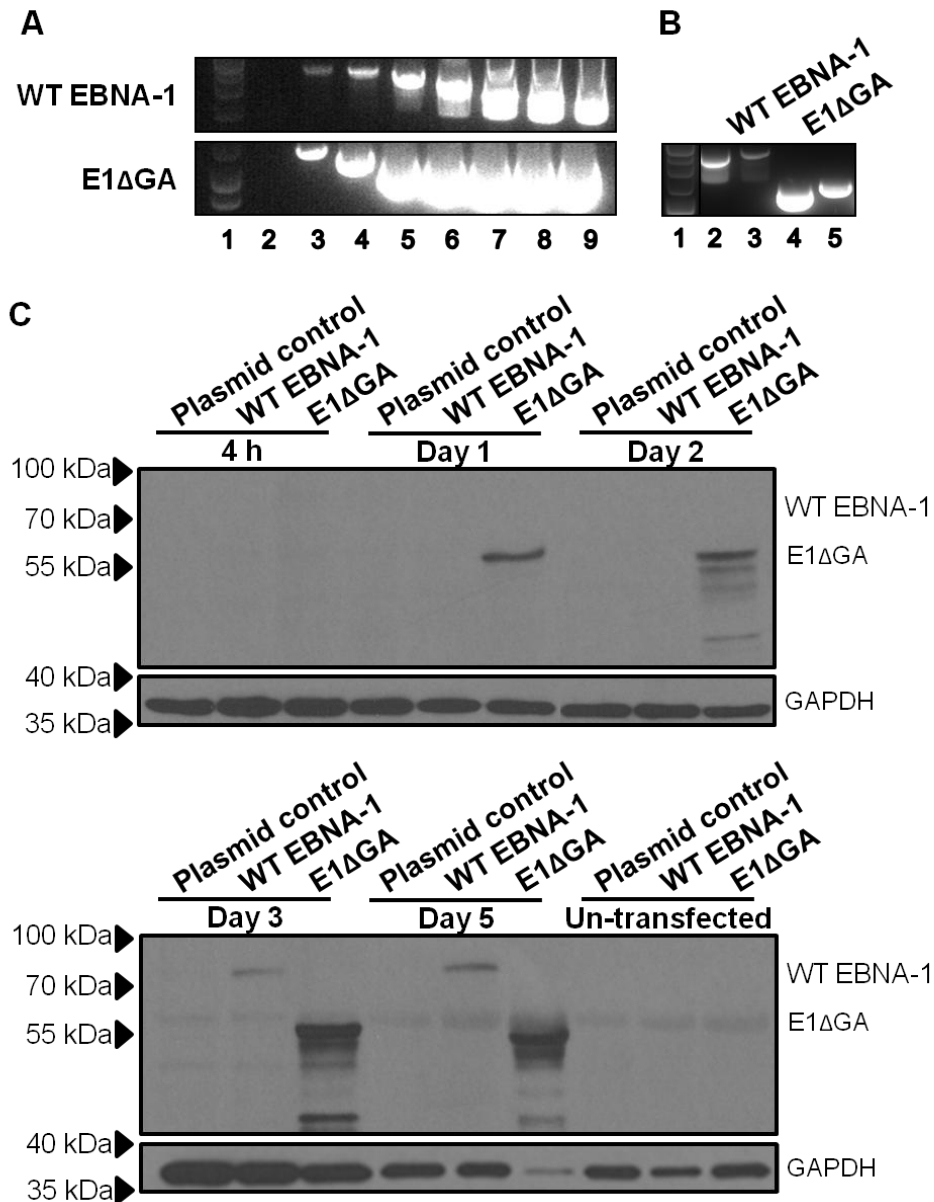 A
B
WT EBNA-1
E1ΔGA
1 2 3 4 5 6 7 8 9
WT EBNA-1
E1ΔGA
1 2 3 4 5
C
Plasmid control
WT EBNA-1
E1ΔGA
4 h
Plasmid control
WT EBNA-1
E1ΔGA
Day 1
Plasmid control
WT EBNA-1
E1ΔGA
Day 2
100 kDa
70 kDa
55 kDa
40 kDa
35 kDa
WT EBNA-1
E1ΔGA
GAPDH
Plasmid control
WT EBNA-1
E1ΔGA
Day 3
Plasmid control
WT EBNA-1
E1ΔGA
Day 5
Plasmid control
WT EBNA-1
E1ΔGA
Un-transfected
100 kDa
70 kDa
55 kDa
40 kDa
35 kDa
WT EBNA-1
E1ΔGA
GAPDH